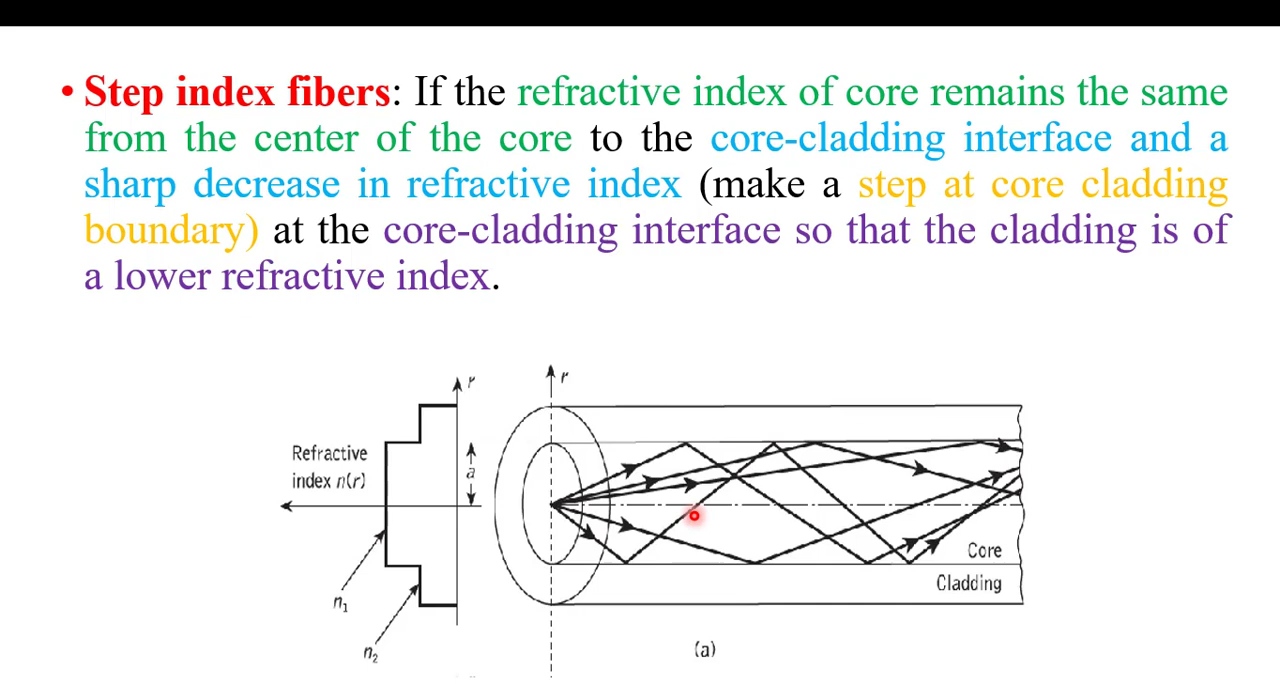 • Step index fibers: If the refractive index of core remains the same
from the center of the core to the core-cladding interface and a
sharp decrease in refractive index (make a step at core cladding
boundary) at the core-cladding interface so that the cladding is of
a lower refractive index.
r
r
Refractive
index n(r)
a
Core
Cladding
n₁
n₂
(a)